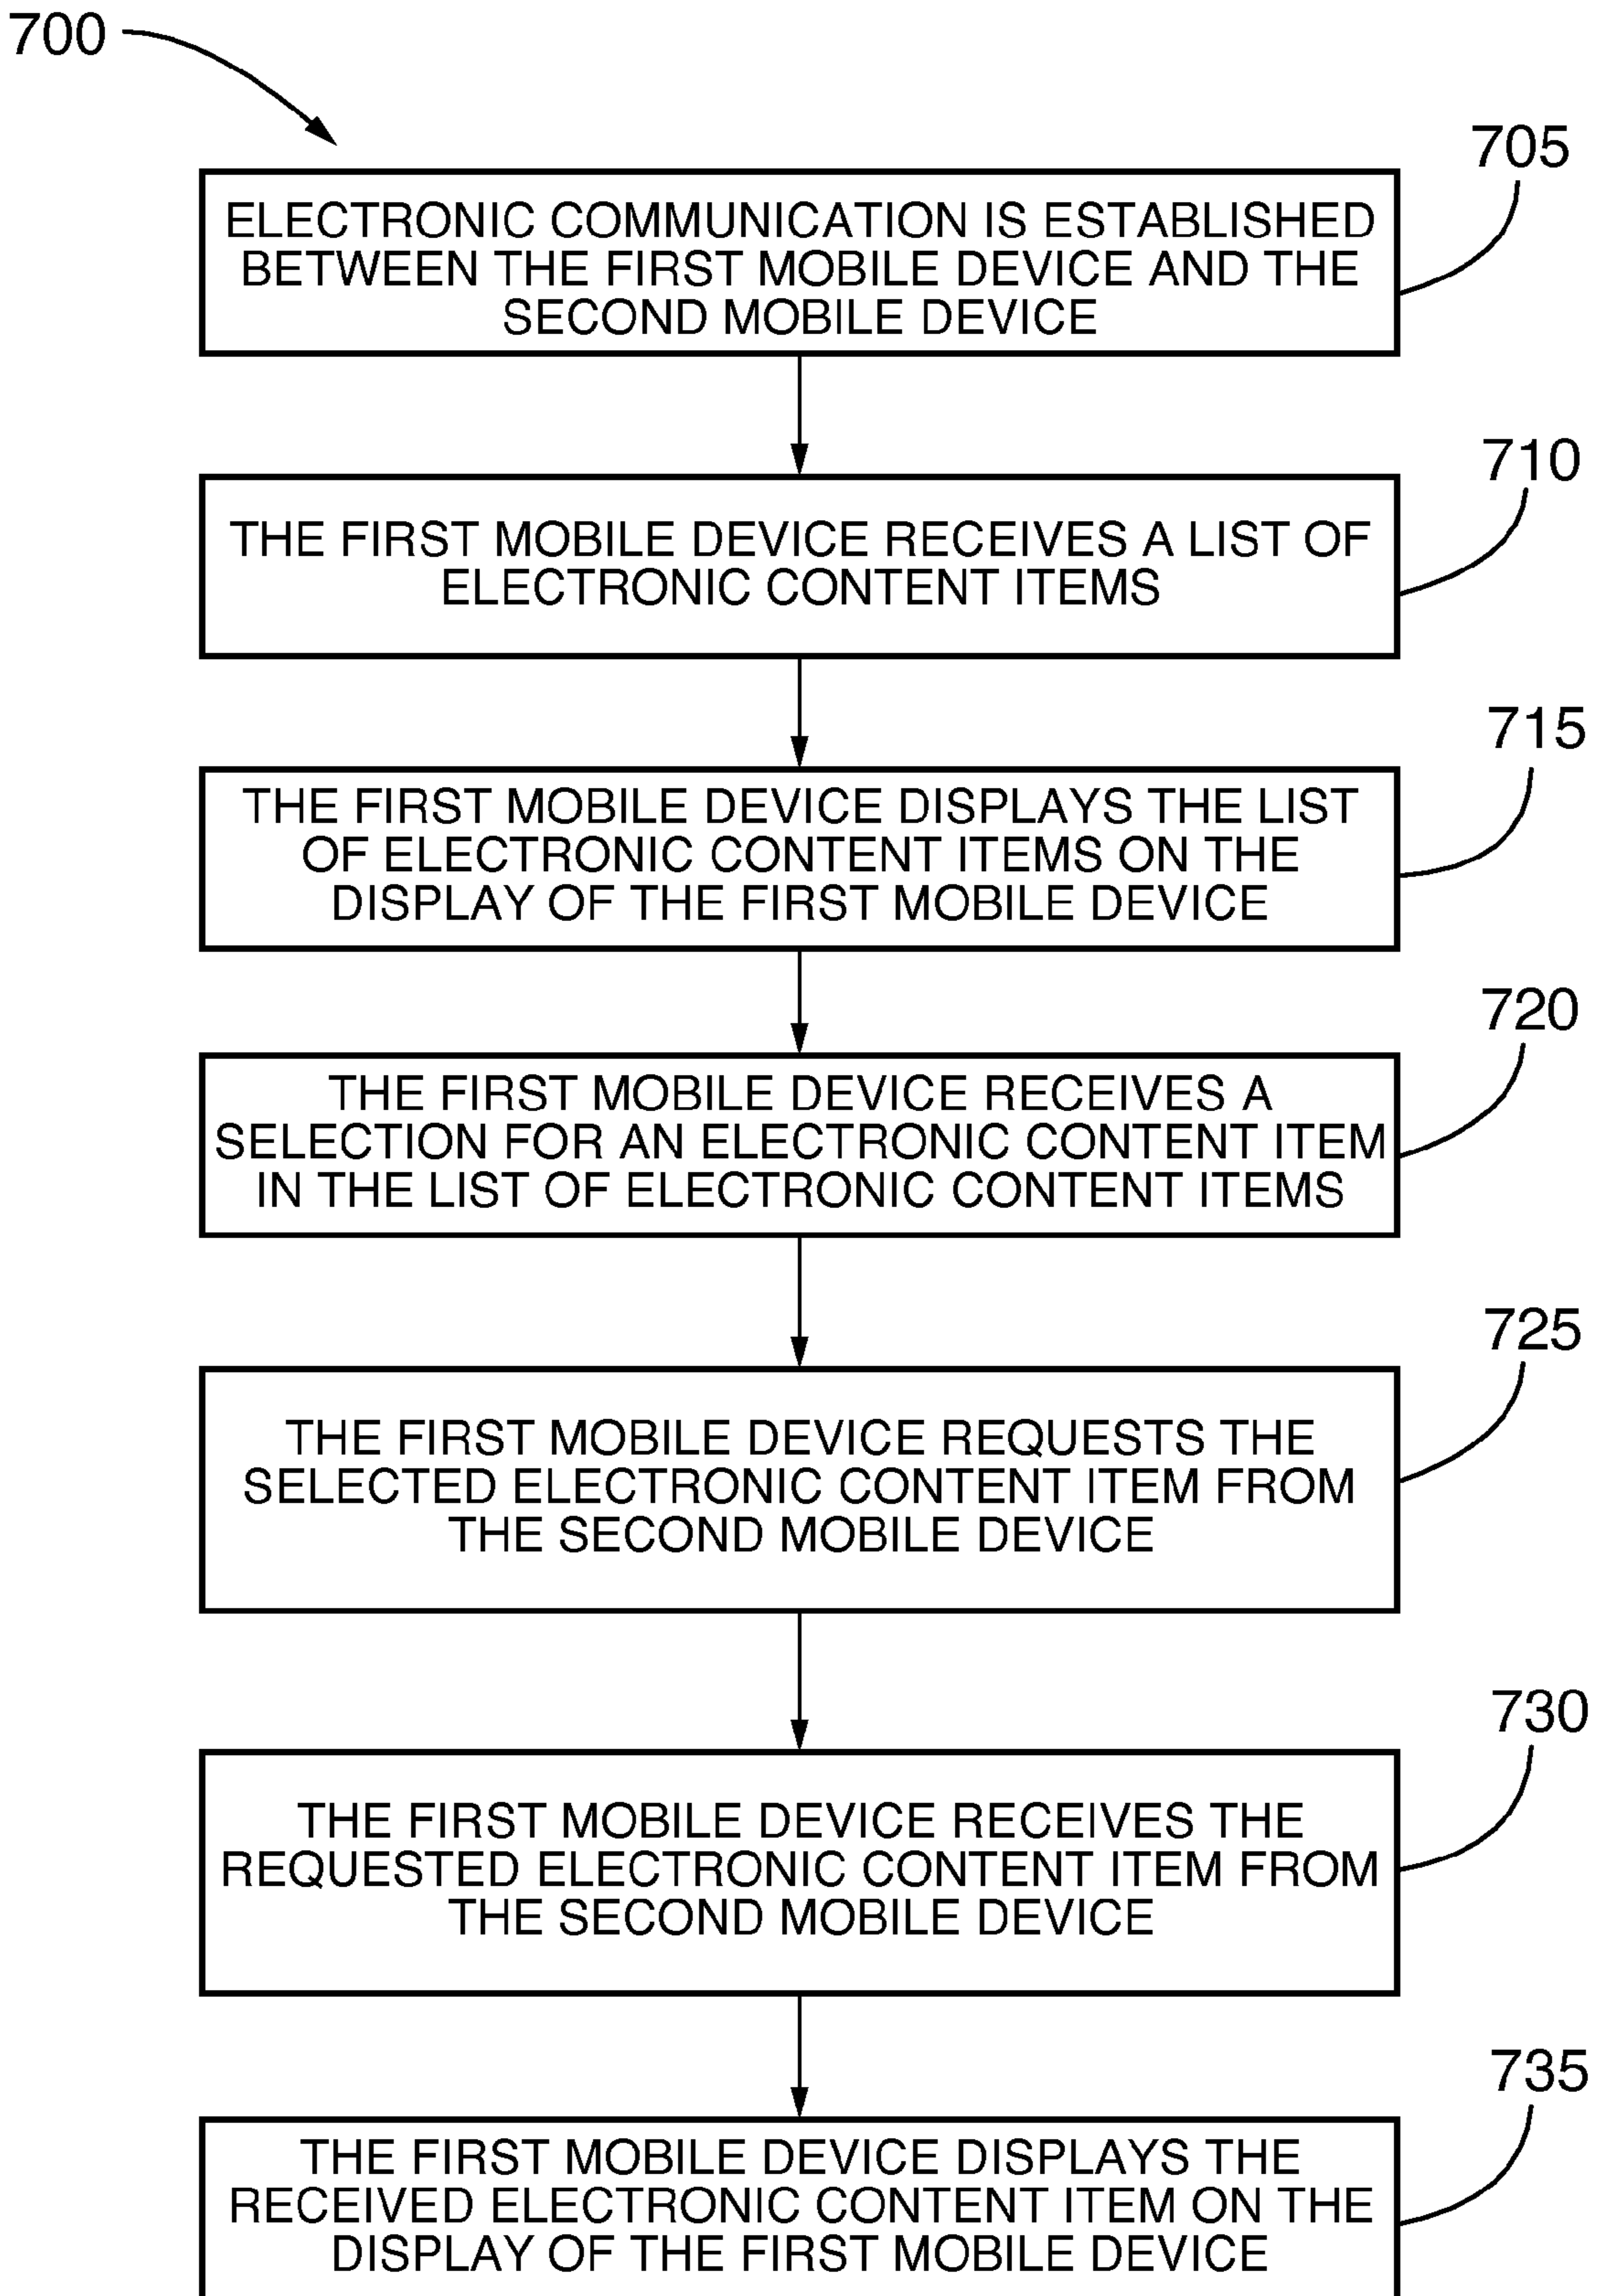 700
705
ELECTRONIC COMMUNICATION IS ESTABLISHED
BETWEEN THE FIRST MOBILE DEVICE AND THE
SECOND MOBILE DEVICE
710
THE FIRST MOBILE DEVICE RECEIVES A LIST OF
ELECTRONIC CONTENT ITEMS
715
THE FIRST MOBILE DEVICE DISPLAYS THE LIST
OF ELECTRONIC CONTENT ITEMS ON THE
DISPLAY OF THE FIRST MOBILE DEVICE
720
THE FIRST MOBILE DEVICE RECEIVES A
SELECTION FOR AN ELECTRONIC CONTENT ITEM
IN THE LIST OF ELECTRONIC CONTENT ITEMS
725
THE FIRST MOBILE DEVICE REQUESTS THE
SELECTED ELECTRONIC CONTENT ITEM FROM
THE SECOND MOBILE DEVICE
730
THE FIRST MOBILE DEVICE RECEIVES THE
REQUESTED ELECTRONIC CONTENT ITEM FROM
THE SECOND MOBILE DEVICE
735
THE FIRST MOBILE DEVICE DISPLAYS THE
RECEIVED ELECTRONIC CONTENT ITEM ON THE
DISPLAY OF THE FIRST MOBILE DEVICE